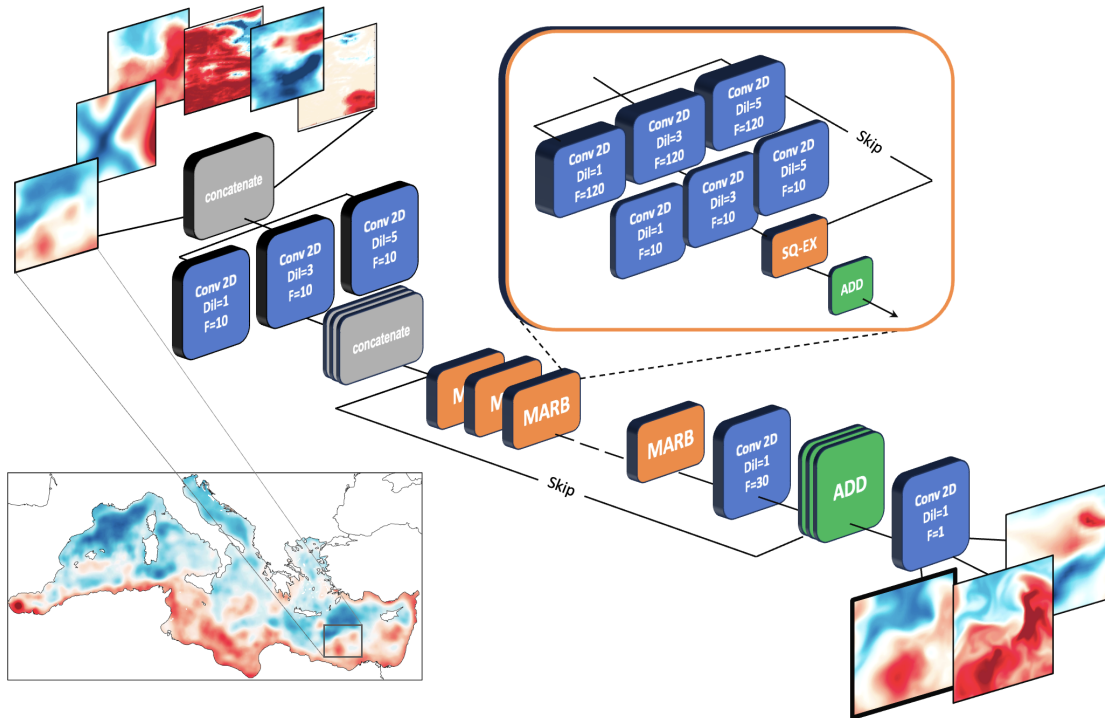 concatenate
Conv 2D
Dil=1
F=10
Conv 2D
Dil=3
F=10
Conv 2D
Dil=5
F=10
concatenate
Conv 2D
Dil=1
F=120
Conv 2D
Dil=3
F=120
Conv 2D
Dil=5
F=120
Skip
Conv 2D
Dil=1
F=10
Conv 2D
Dil=3
F=10
Conv 2D
Dil=5
F=10
SQ-EX
ADD
M
M
MARB
MARB
Skip
Conv 2D
Dil=1
F=30
ADD
Conv 2D
Dil=1
F=1